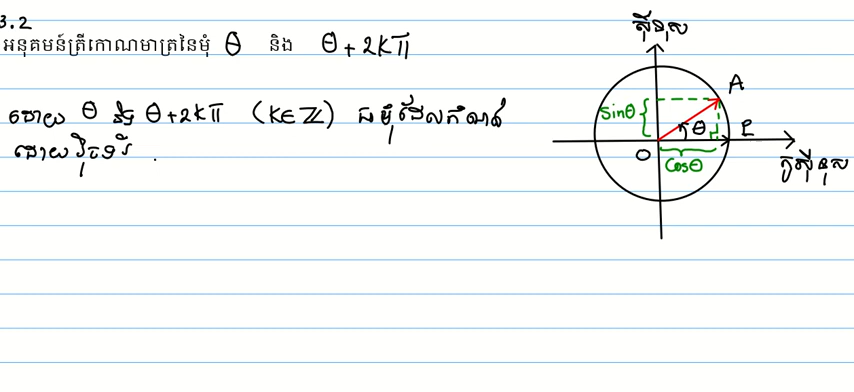 3.2
អនុគមន៍ត្រីកោណមាត្រនៃមុំ θ និង θ + 2kπ
ដោយ θ និង θ+2kπ (k∈ℤ) ជាមុំដែលកំណត់
ដោយវ៉ិចទ័រ
ស៊ីនុស
A
sinθ
θ
E
O
cosθ
កូស៊ីនុស